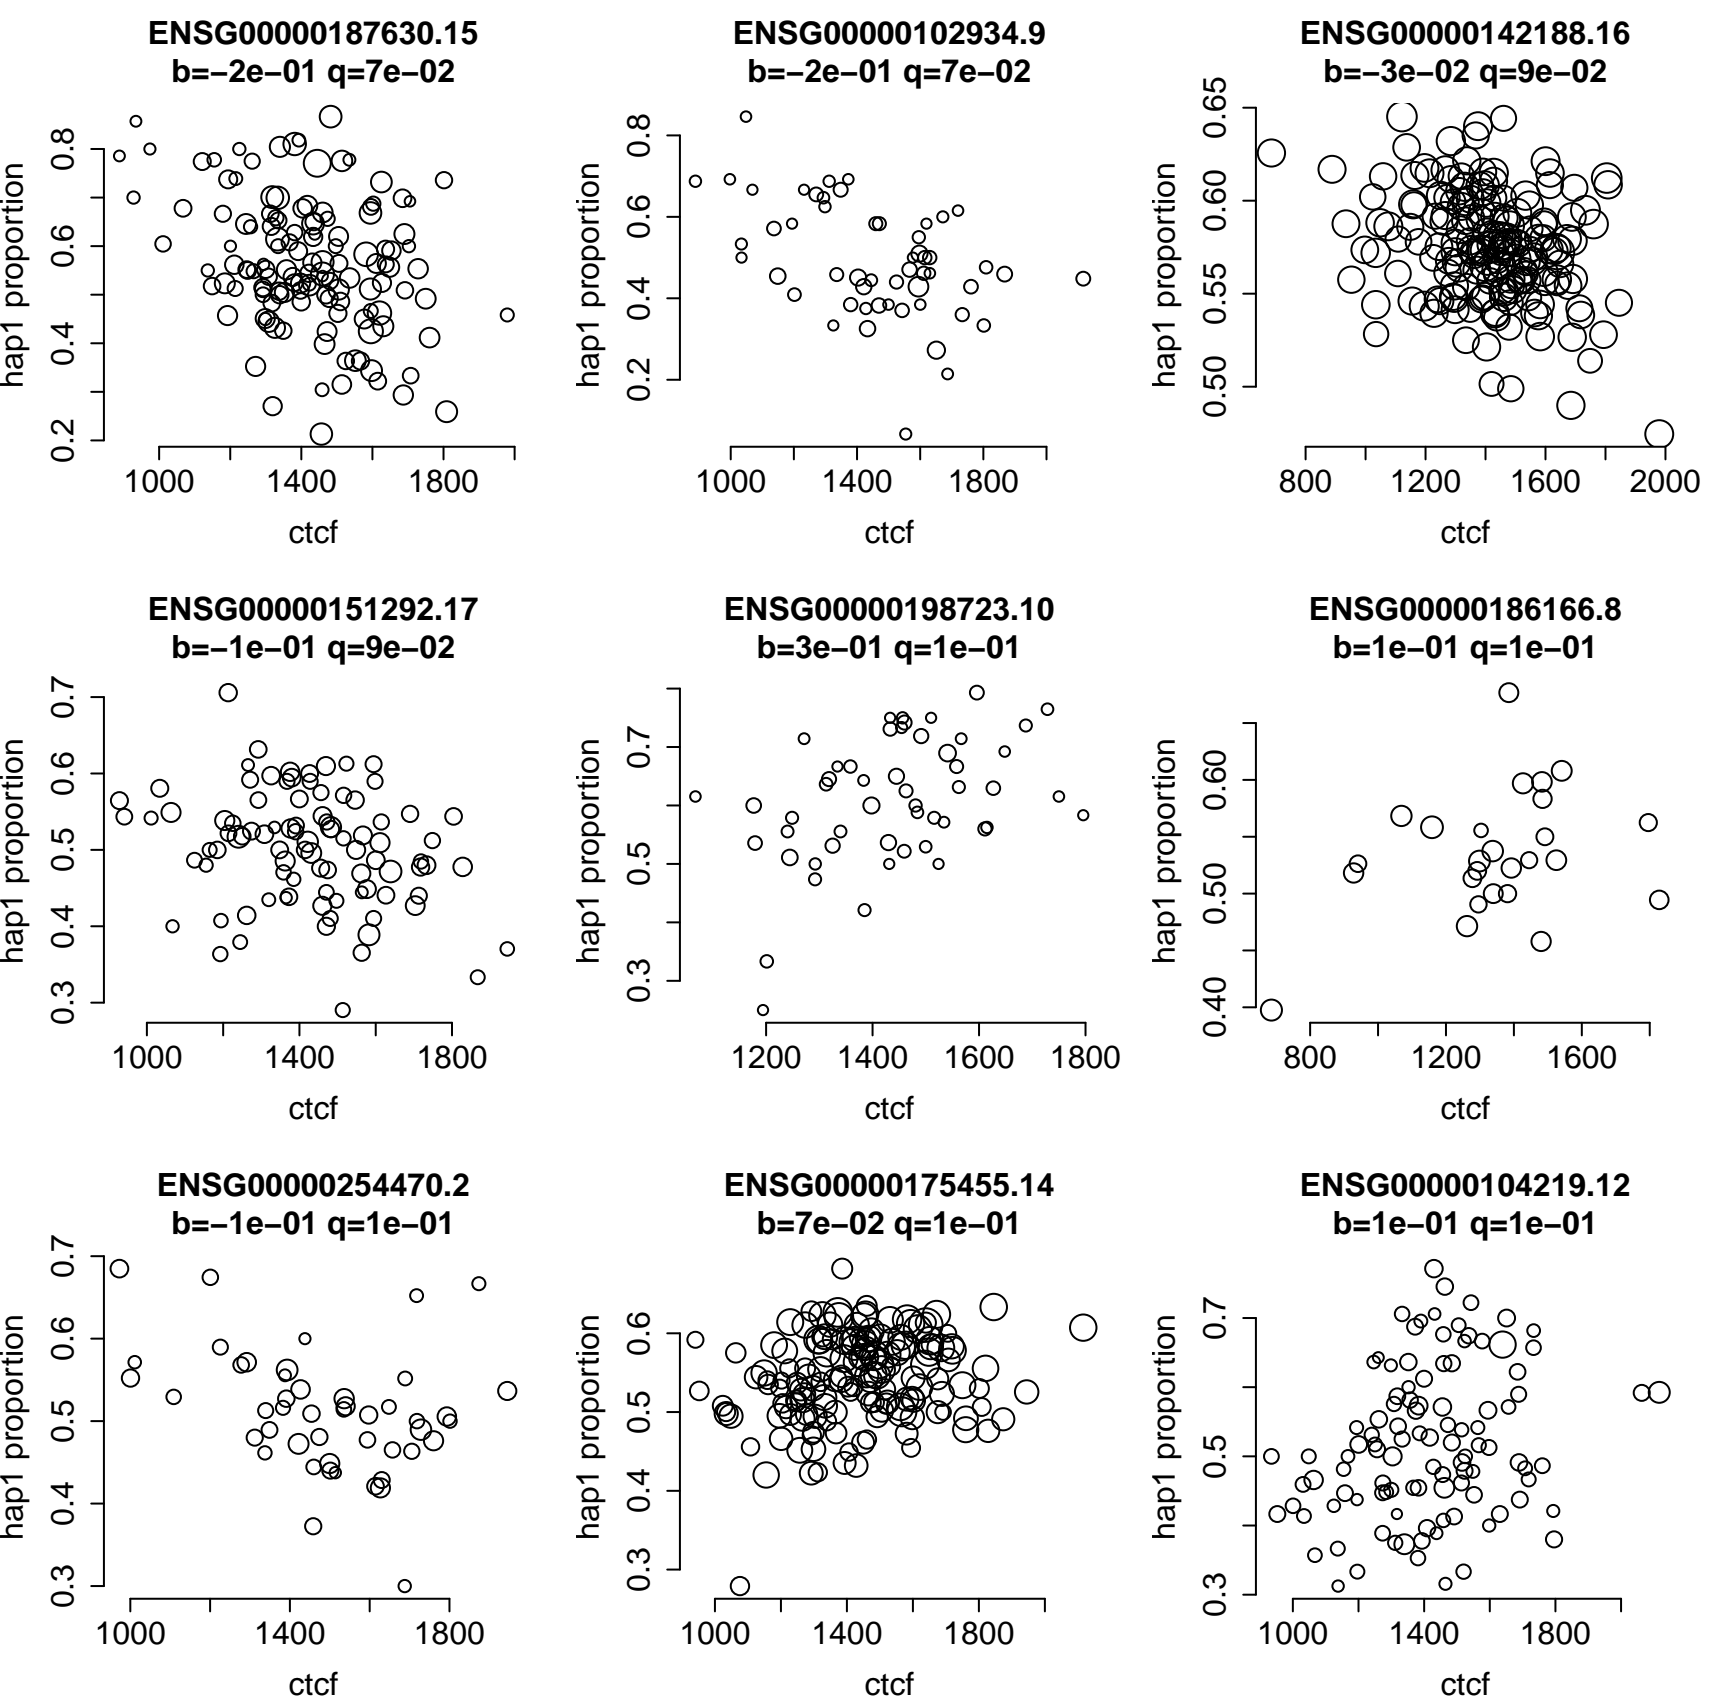 ENSG00000187630.15
b=−2e−01 q=7e−02
hap1 proportion
0.2 0.4 0.6 0.8
1000 1400 1800
ctcf
ENSG00000102934.9
b=−2e−01 q=7e−02
hap1 proportion
0.2 0.4 0.6 0.8
1000 1400 1800
ctcf
ENSG00000142188.16
b=−3e−02 q=9e−02
hap1 proportion
0.50 0.55 0.60 0.65
800 1200 1600 2000
ctcf
ENSG00000151292.17
b=−1e−01 q=9e−02
hap1 proportion
0.3 0.4 0.5 0.6 0.7
1000 1400 1800
ctcf
ENSG00000198723.10
b=3e−01 q=1e−01
hap1 proportion
0.3 0.5 0.7
1200 1400 1600 1800
ctcf
ENSG00000186166.8
b=1e−01 q=1e−01
hap1 proportion
0.40 0.50 0.60
800 1200 1600
ctcf
ENSG00000254470.2
b=−1e−01 q=1e−01
hap1 proportion
0.3 0.4 0.5 0.6 0.7
1000 1400 1800
ctcf
ENSG00000175455.14
b=7e−02 q=1e−01
hap1 proportion
0.3 0.4 0.5 0.6
1000 1400 1800
ctcf
ENSG00000104219.12
b=1e−01 q=1e−01
hap1 proportion
0.3 0.5 0.7
1000 1400 1800
ctcf